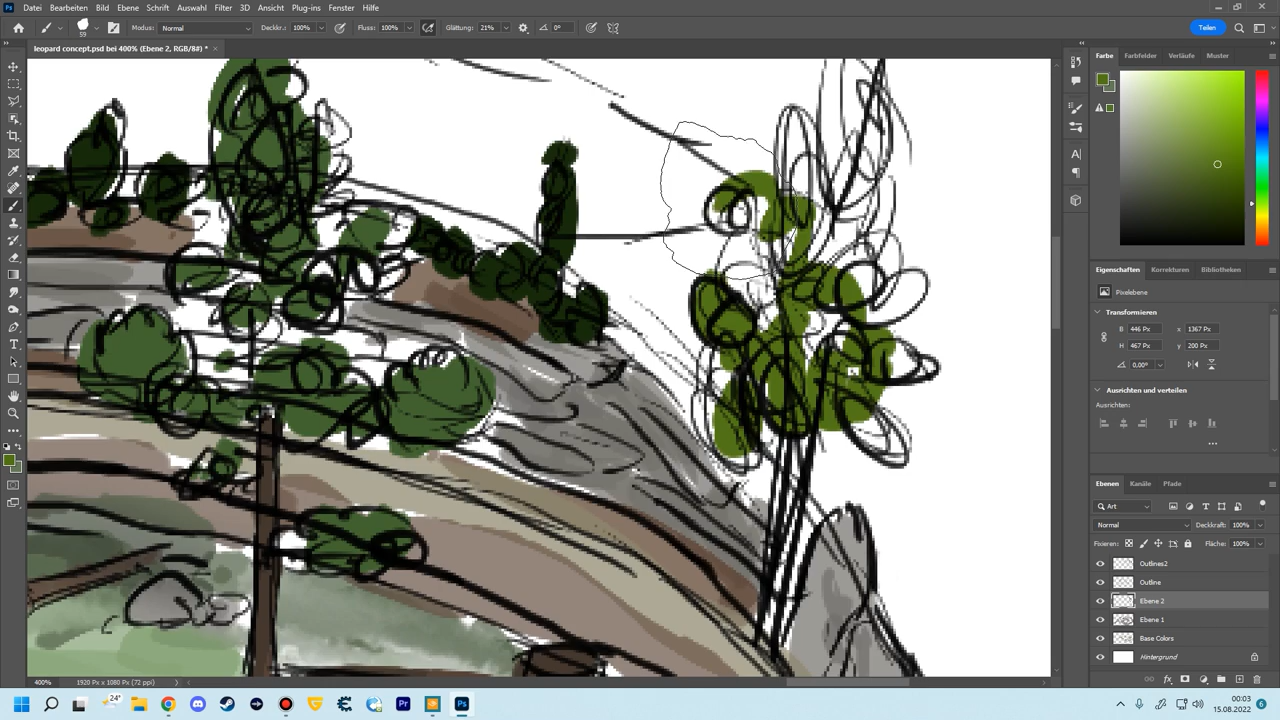 Datei Bearbeiten Bild Ebene Schrift Auswahl Filter 3D Ansicht Plug-ins Fenster Hilfe
59 Modus: Normal Deckkr.: 100% Fluss: 100% Glättung: 21% 0° Teilen
leopard concept.psd bei 400% (Ebene 2, RGB/8#) * ×
Farbe Farbfelder Verläufe Muster
Eigenschaften Korrekturen Bibliotheken
Pixelebene
Transformieren
B 446 Px x 1367 Px
H 467 Px y 200 Px
0,00°
Ausrichten und verteilen
Ausrichten:
...
Ebenen Kanäle Pfade
Art
Normal Deckkraft: 100%
Fixieren: Fläche: 100%
Outlines2
Outline
Ebene 2
Ebene 1
Base Colors
Hintergrund
400% 1920 Px x 1080 Px (72 ppi)
24°
Pr Ps
00:03
15.08.2022 6